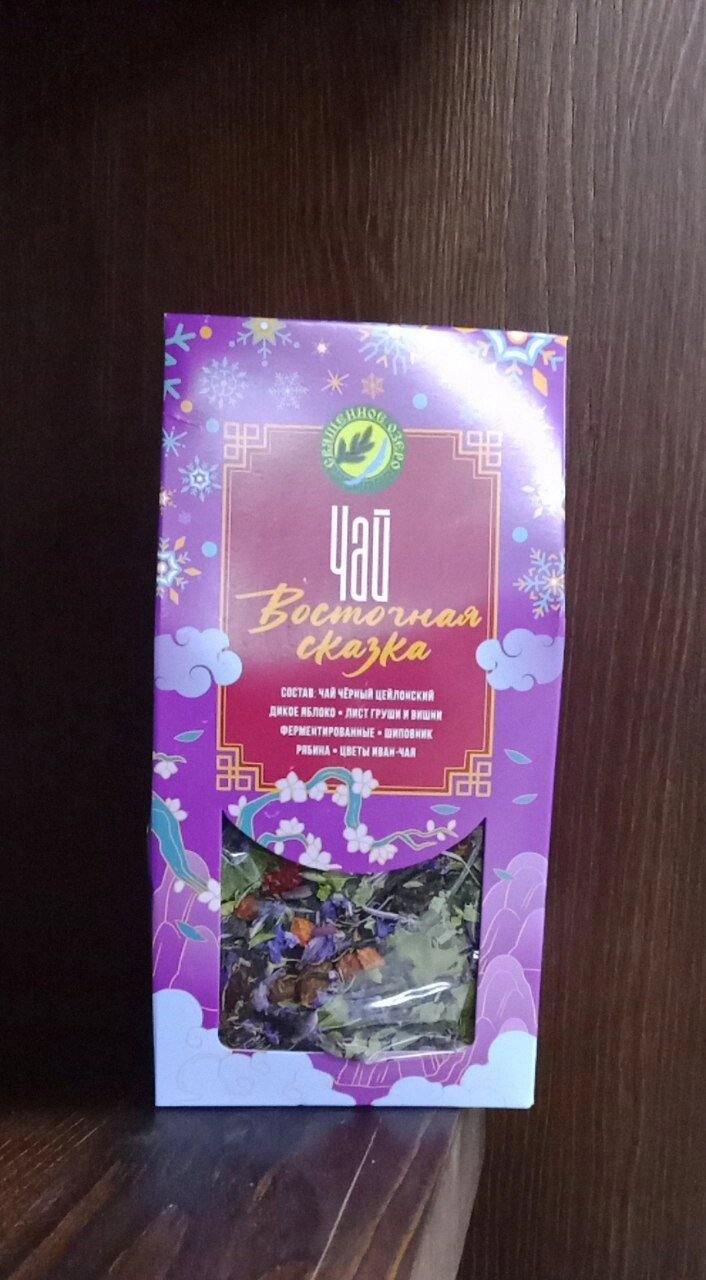 СВЯЩЕННОЕ ОЗЕРО
Чай
Восточная
сказка
СОСТАВ: ЧАЙ ЧЁРНЫЙ ЦЕЙЛОНСКИЙ
ДИКОЕ ЯБЛОКО • ЛИСТ ГРУШИ И ВИШНИ
ФЕРМЕНТИРОВАННЫЕ • ШИПОВНИК
РЯБИНА • ЦВЕТЫ ИВАН-ЧАЯ